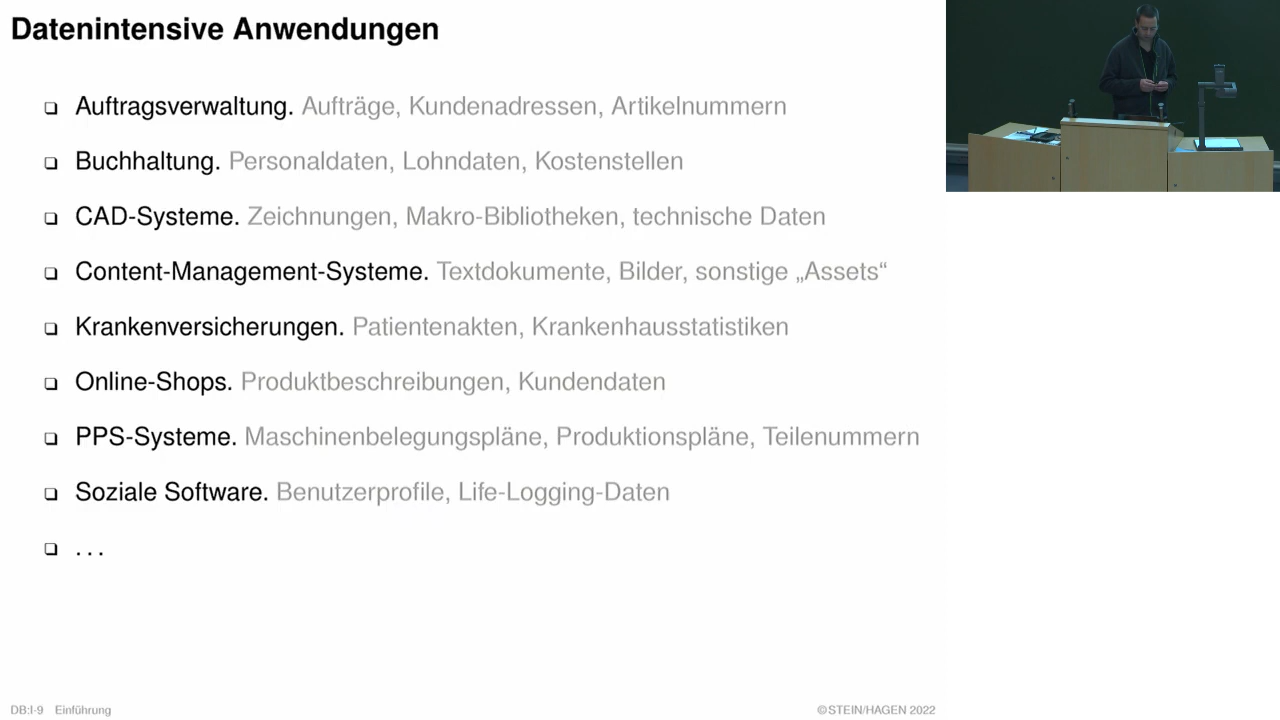 Datenintensive Anwendungen
❑ Auftragsverwaltung. Aufträge, Kundenadressen, Artikelnummern
❑ Buchhaltung. Personaldaten, Lohndaten, Kostenstellen
❑ CAD-Systeme. Zeichnungen, Makro-Bibliotheken, technische Daten
❑ Content-Management-Systeme. Textdokumente, Bilder, sonstige „Assets“
❑ Krankenversicherungen. Patientenakten, Krankenhausstatistiken
❑ Online-Shops. Produktbeschreibungen, Kundendaten
❑ PPS-Systeme. Maschinenbelegungspläne, Produktionspläne, Teilenummern
❑ Soziale Software. Benutzerprofile, Life-Logging-Daten
❑ . . .
DB:I-9 Einführung ©STEIN/HAGEN 2022